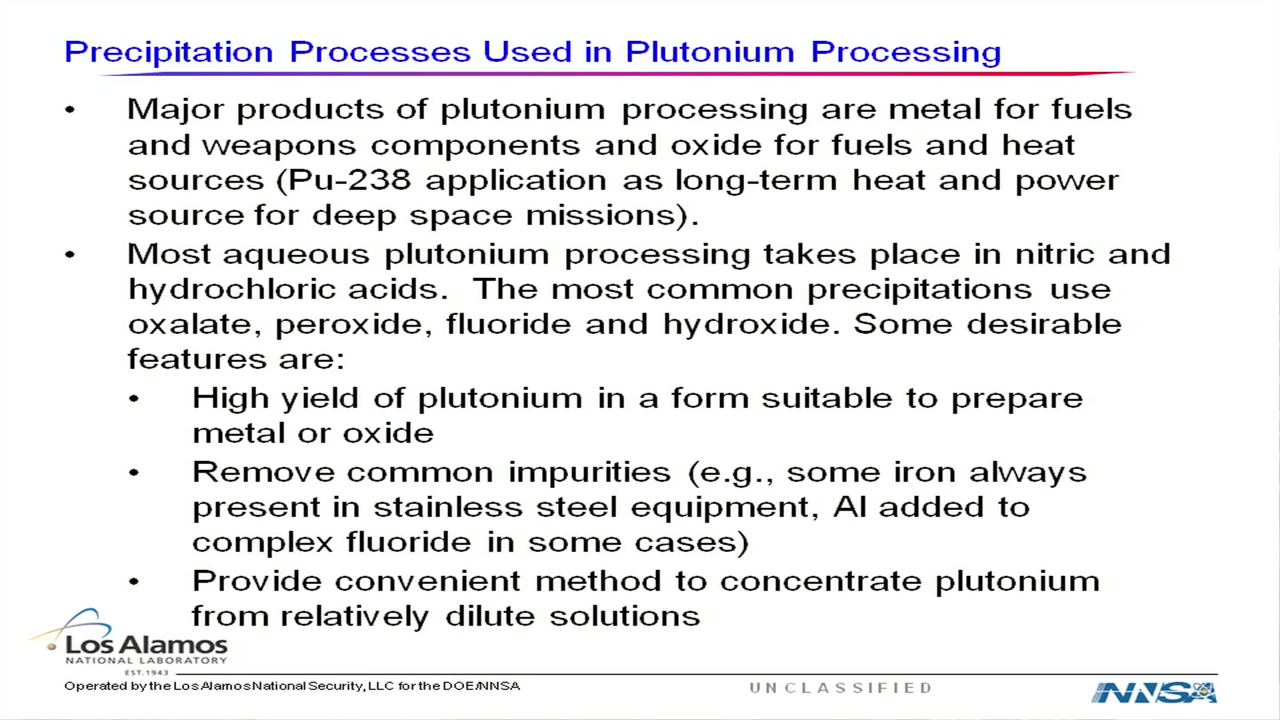 Precipitation Processes Used in Plutonium Processing
• Major products of plutonium processing are metal for fuels
and weapons components and oxide for fuels and heat
sources (Pu-238 application as long-term heat and power
source for deep space missions).
• Most aqueous plutonium processing takes place in nitric and
hydrochloric acids. The most common precipitations use
oxalate, peroxide, fluoride and hydroxide. Some desirable
features are:
• High yield of plutonium in a form suitable to prepare
metal or oxide
• Remove common impurities (e.g., some iron always
present in stainless steel equipment, Al added to
complex fluoride in some cases)
• Provide convenient method to concentrate plutonium
from relatively dilute solutions
Los Alamos
NATIONAL LABORATORY
EST.1943
Operated by the Los Alamos National Security, LLC for the DOE/NNSA
UNCLASSIFIED
NNSA